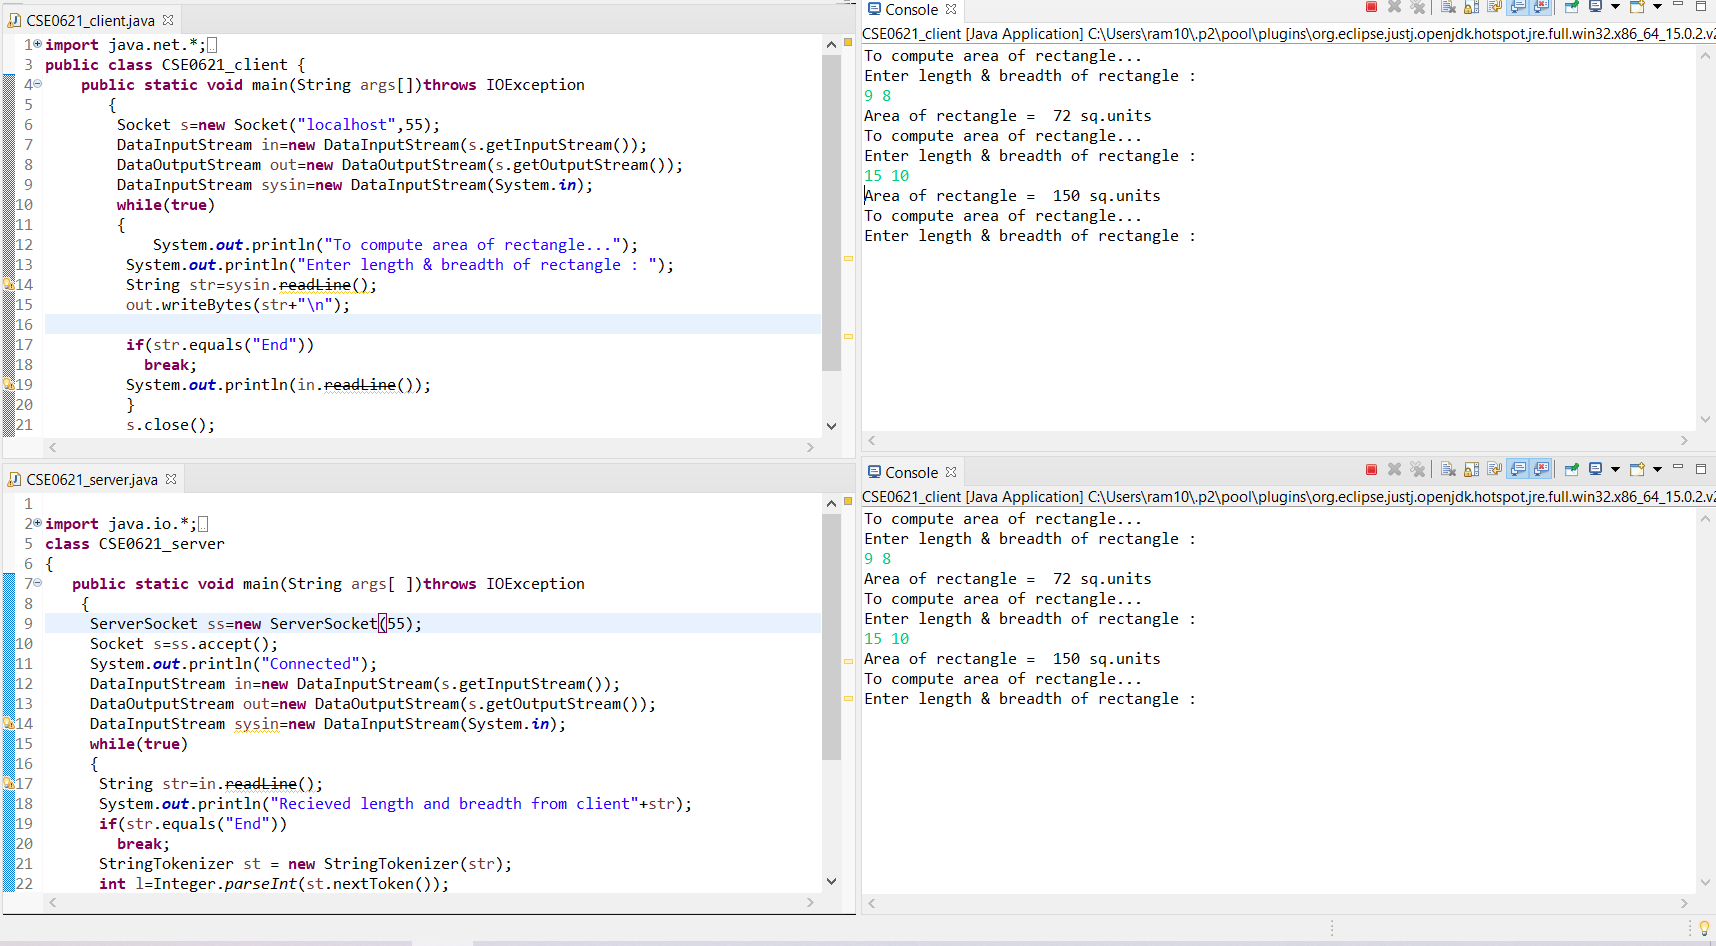 CSE0621_client.java
1 import java.net.*;
3 public class CSE0621_client {
4 public static void main(String args[])throws IOException
5 {
6 Socket s=new Socket("localhost",55);
7 DataInputStream in=new DataInputStream(s.getInputStream());
8 DataOutputStream out=new DataOutputStream(s.getOutputStream());
9 DataInputStream sysin=new DataInputStream(System.in);
10 while(true)
11 {
12 System.out.println("To compute area of rectangle...");
13 System.out.println("Enter length & breadth of rectangle : ");
14 String str=sysin.readLine();
15 out.writeBytes(str+"\n");
16
17 if(str.equals("End"))
18 break;
19 System.out.println(in.readLine());
20 }
21 s.close();
Console
CSE0621_client [Java Application] C:\Users\ram10\.p2\pool\plugins\org.eclipse.justj.openjdk.hotspot.jre.full.win32.x86_64_15.0.2.v2
To compute area of rectangle...
Enter length & breadth of rectangle :
9 8
Area of rectangle =  72 sq.units
To compute area of rectangle...
Enter length & breadth of rectangle :
15 10
Area of rectangle =  150 sq.units
To compute area of rectangle...
Enter length & breadth of rectangle :
CSE0621_server.java
1
2 import java.io.*;
5 class CSE0621_server
6 {
7 public static void main(String args[ ])throws IOException
8 {
9 ServerSocket ss=new ServerSocket(55);
10 Socket s=ss.accept();
11 System.out.println("Connected");
12 DataInputStream in=new DataInputStream(s.getInputStream());
13 DataOutputStream out=new DataOutputStream(s.getOutputStream());
14 DataInputStream sysin=new DataInputStream(System.in);
15 while(true)
16 {
17 String str=in.readLine();
18 System.out.println("Recieved length and breadth from client"+str);
19 if(str.equals("End"))
20 break;
21 StringTokenizer st = new StringTokenizer(str);
22 int l=Integer.parseInt(st.nextToken());
Console
CSE0621_client [Java Application] C:\Users\ram10\.p2\pool\plugins\org.eclipse.justj.openjdk.hotspot.jre.full.win32.x86_64_15.0.2.v2
To compute area of rectangle...
Enter length & breadth of rectangle :
9 8
Area of rectangle =  72 sq.units
To compute area of rectangle...
Enter length & breadth of rectangle :
15 10
Area of rectangle =  150 sq.units
To compute area of rectangle...
Enter length & breadth of rectangle :